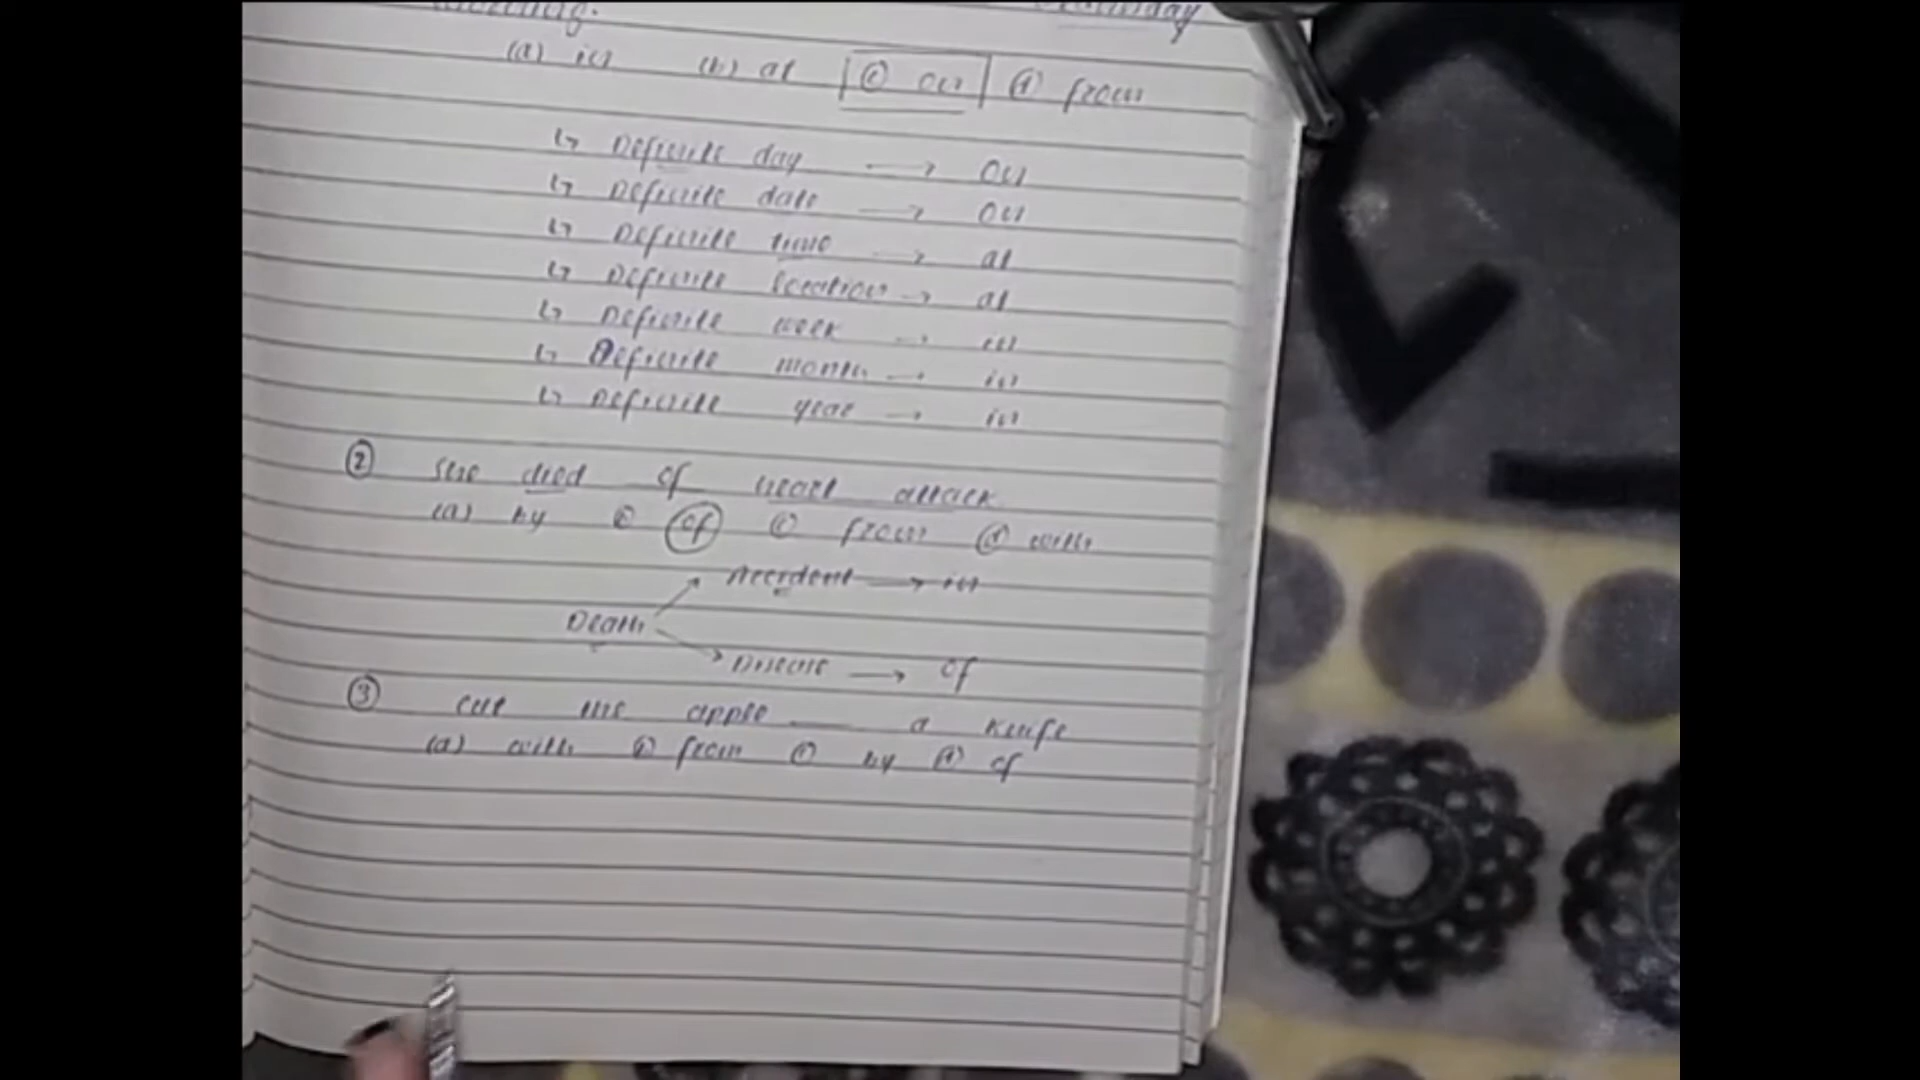 (a) in (b) at (c) on (d) from
↳ Definite day → on
↳ Definite date → on
↳ Definite time → at
↳ Definite location → at
↳ Definite week → in
↳ Definite month → in
↳ Definite year → in
(2) She died of heart attack
(a) by (b) of (c) from (d) with
Accident → in
Death
Disease → of
(3) cut the apple ___ a knife
(a) with (b) from (c) by (d) of